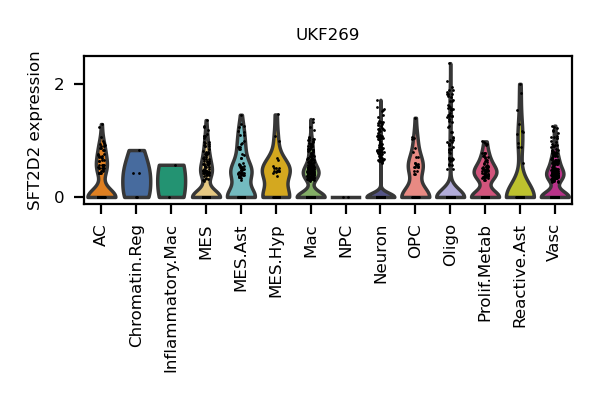 UKF269
SFT2D2 expression
2
0
AC
Chromatin.Reg
Inflammatory.Mac
MES
MES.Ast
MES.Hyp
Mac
NPC
Neuron
OPC
Oligo
Prolif.Metab
Reactive.Ast
Vasc